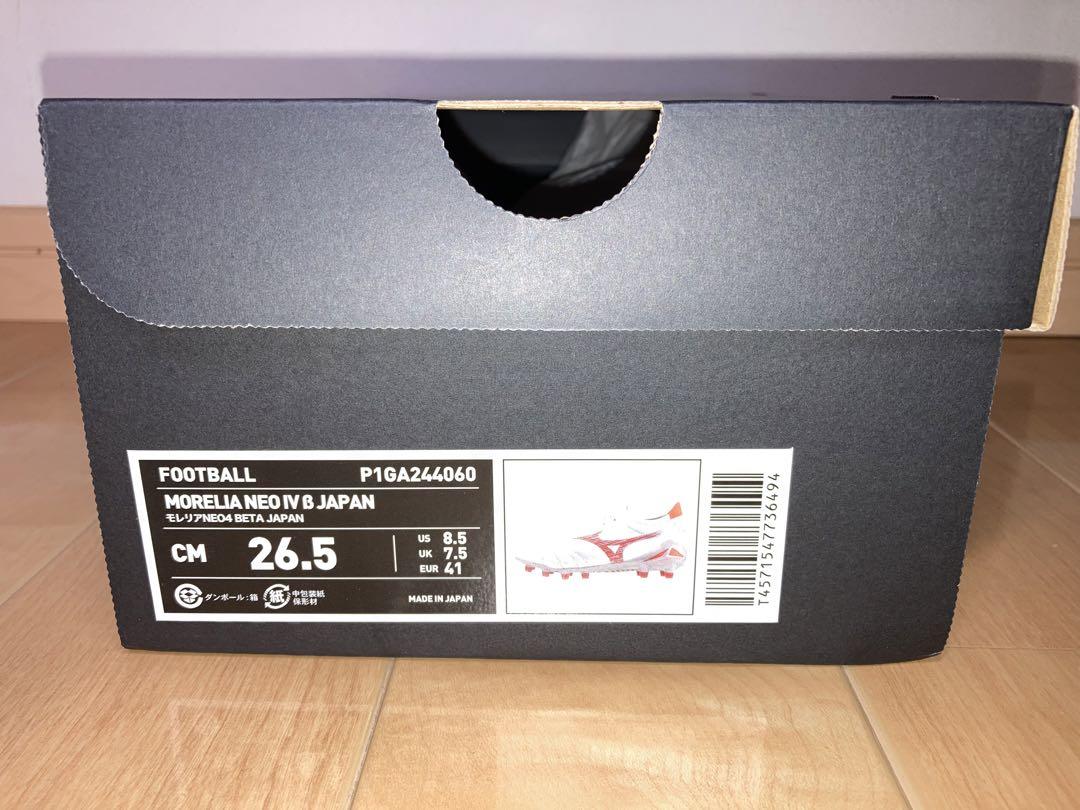 FOOTBALL P1GA244060
MORELIA NEO IV β JAPAN
モレリアNEO4 BETA JAPAN
CM 26.5
US 8.5
UK 7.5
EUR 41
ダンボール:箱
紙
中包装紙
保形材
MADE IN JAPAN
T4571547736494